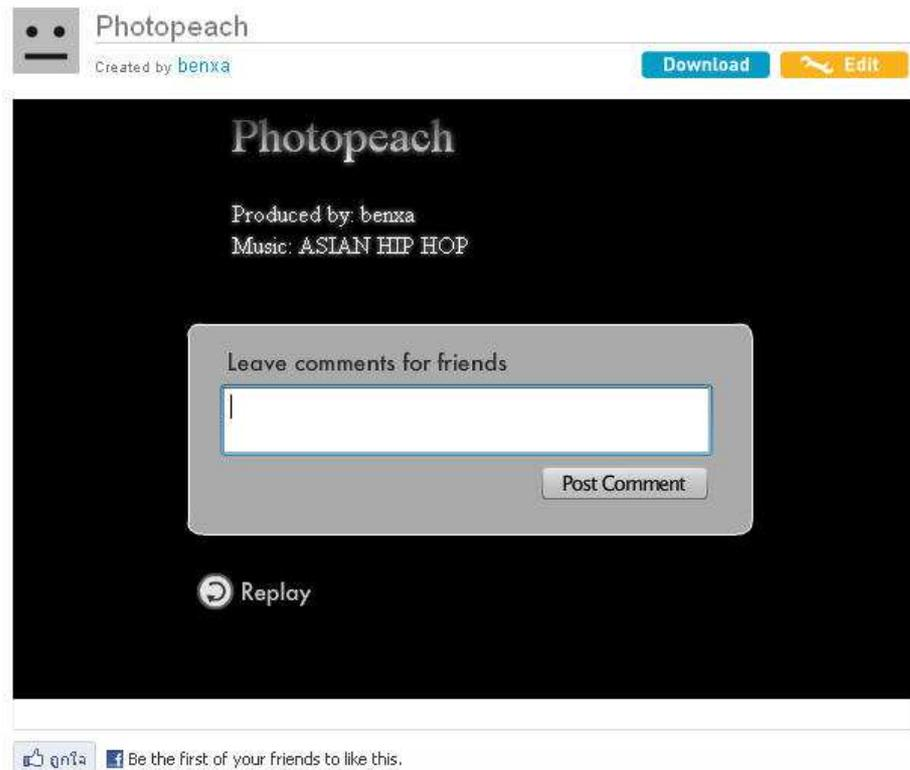 Photopeach
Created by benxa
Download Edit
Photopeach
Produced by: benxa
Music: ASIAN HIP HOP
Leave comments for friends
Post Comment
Replay
ถูกใจ Be the first of your friends to like this.